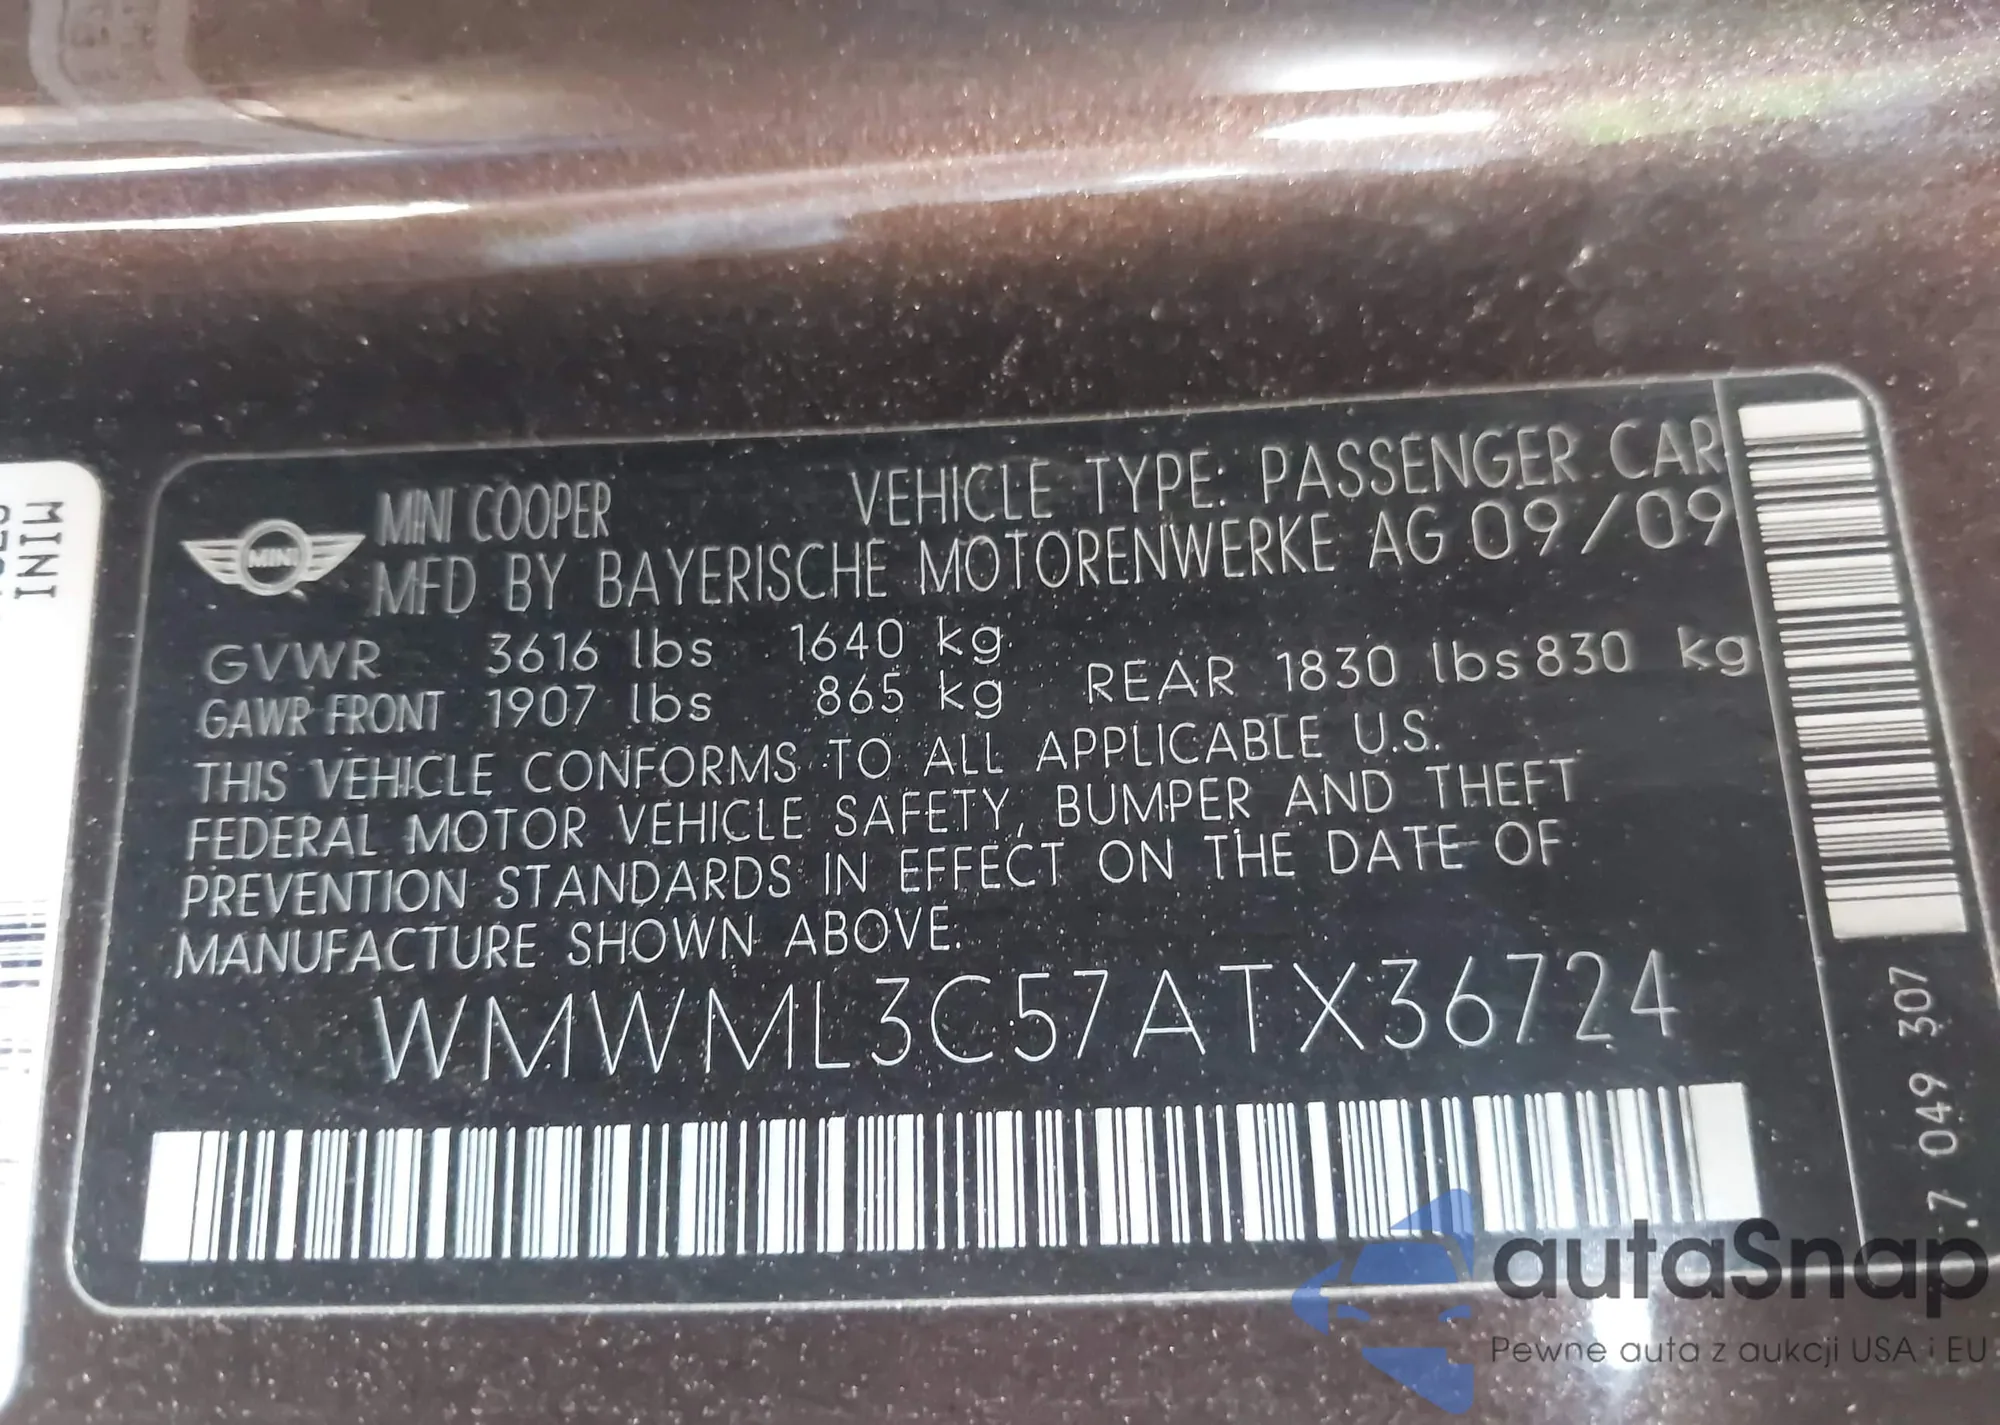 MINI
MINI
MINI COOPER VEHICLE TYPE: PASSENGER CAR
MFD BY BAYERISCHE MOTORENWERKE AG 09/09
GVWR 3616 lbs 1640 kg
GAWR FRONT 1907 lbs 865 kg REAR 1830 lbs 830 kg
THIS VEHICLE CONFORMS TO ALL APPLICABLE U.S.
FEDERAL MOTOR VEHICLE SAFETY, BUMPER AND THEFT
PREVENTION STANDARDS IN EFFECT ON THE DATE OF
MANUFACTURE SHOWN ABOVE.
WMWML3C57ATX36724
7 049 307
autaSnap
Pewne auta z aukcji USA i EU